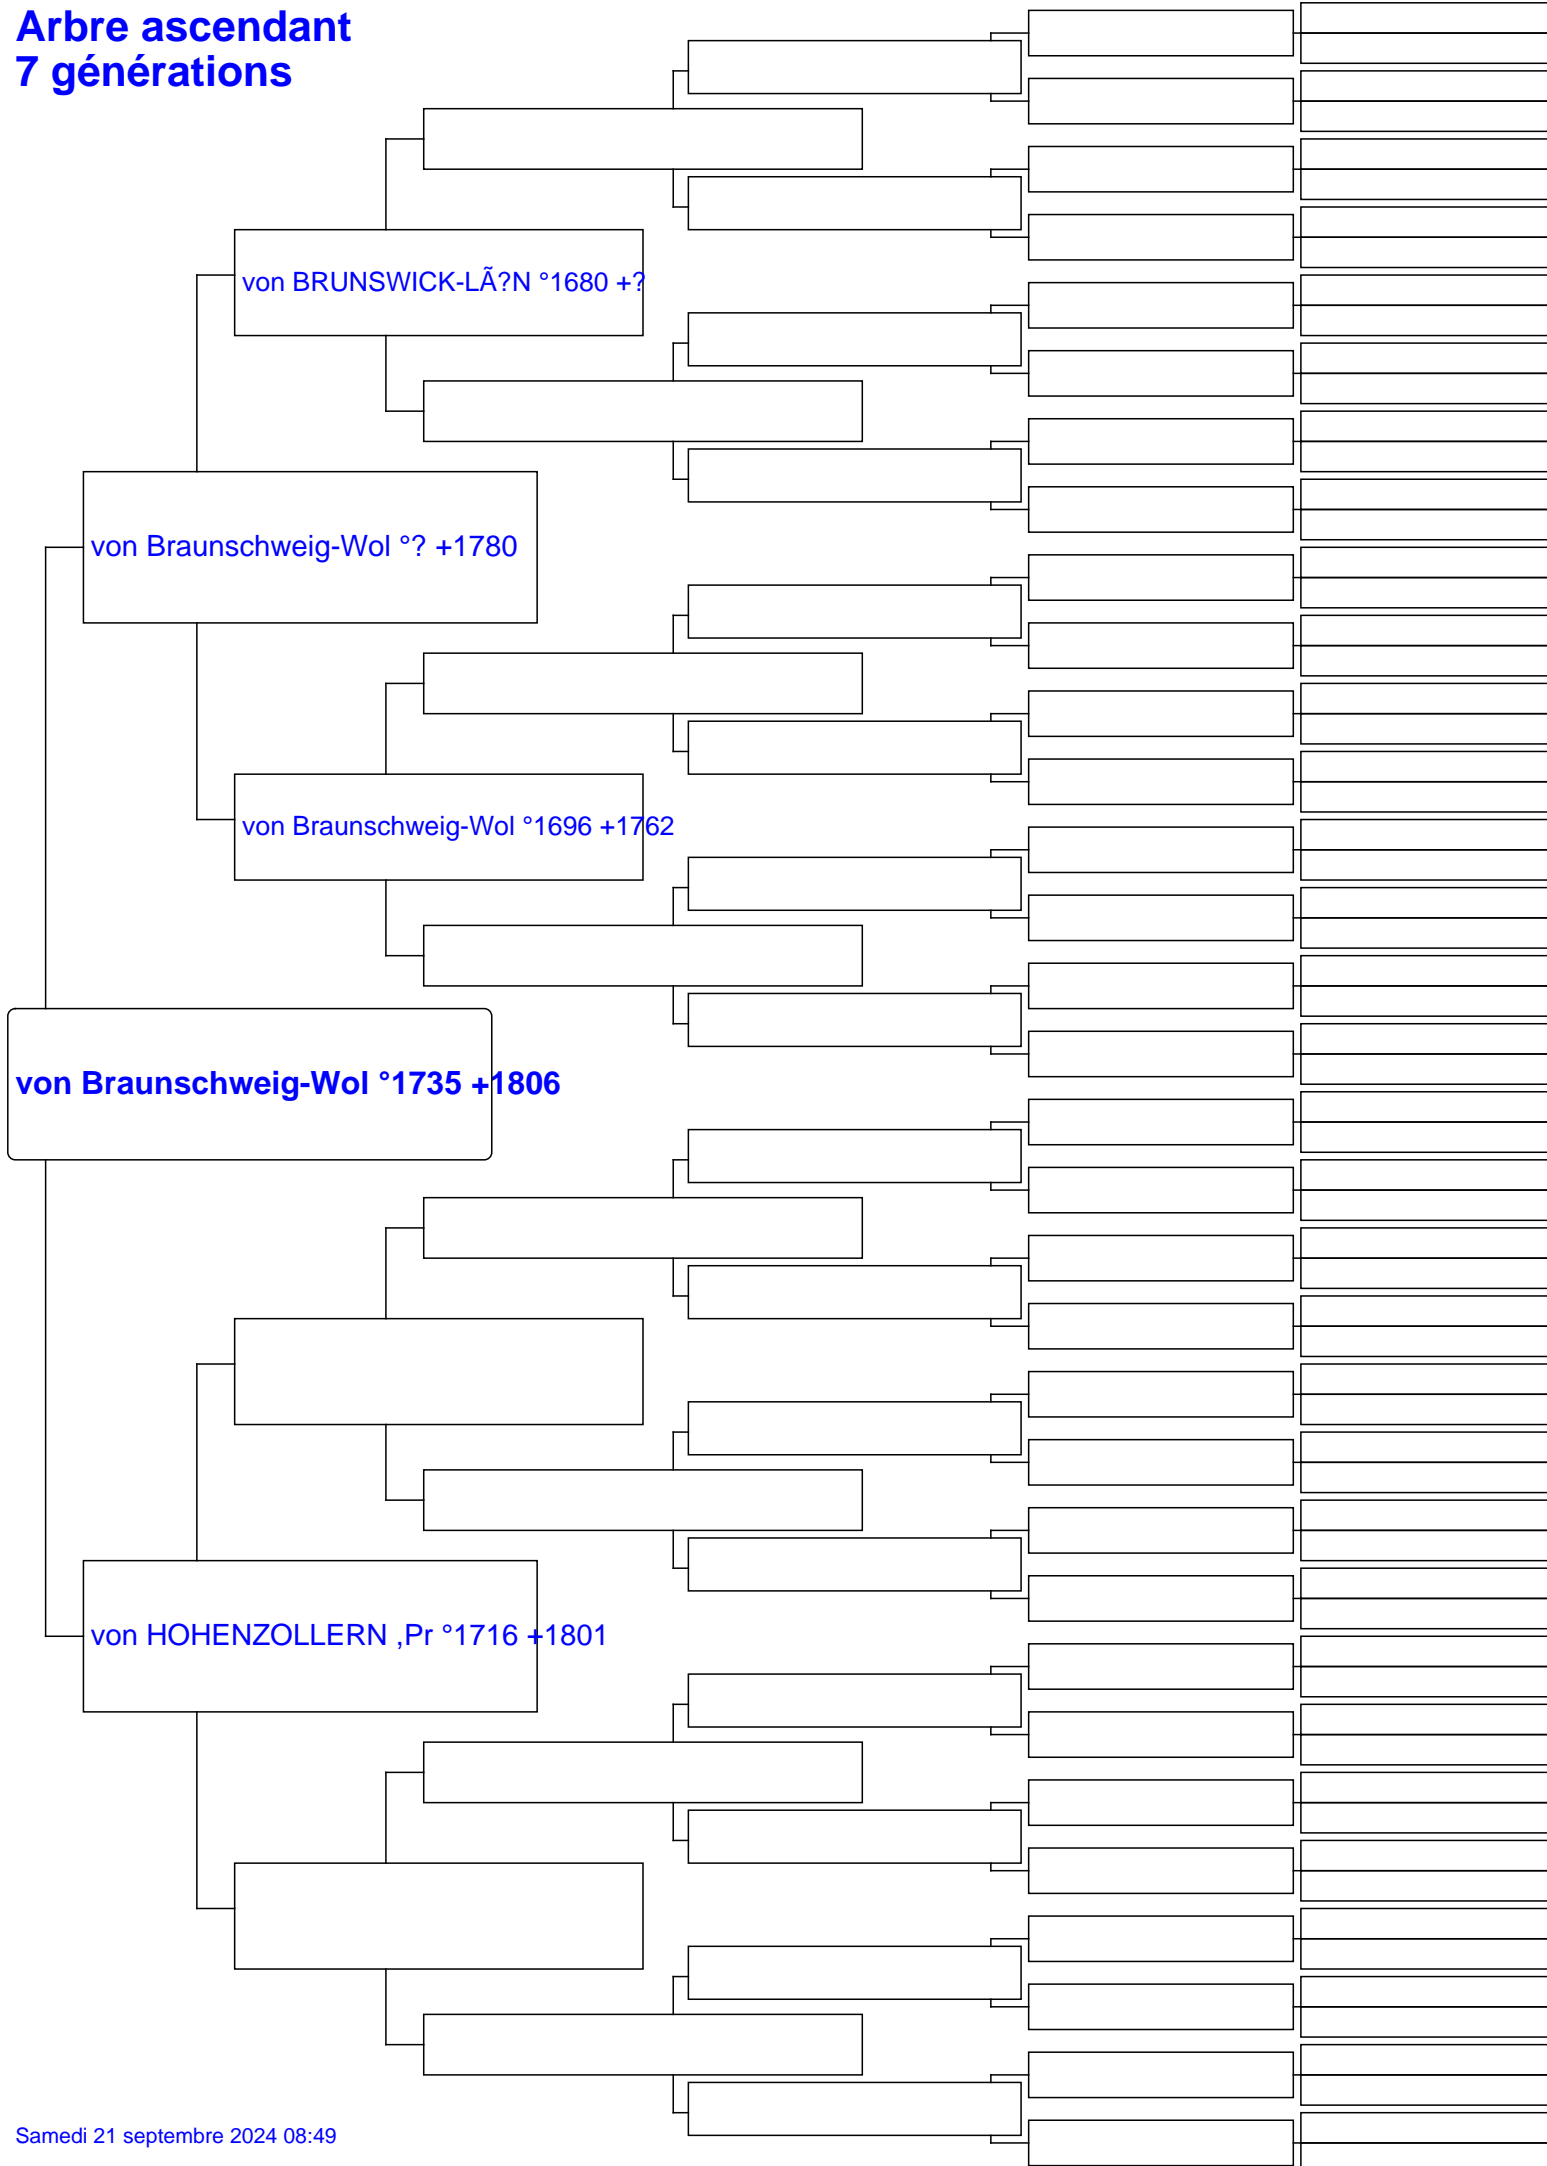 Arbre ascendant
7 générations
von BRUNSWICK-LÃ?N °1680 +?
von Braunschweig-Wol °? +1780
von Braunschweig-Wol °1696 +1762
von Braunschweig-Wol °1735 +1806
von HOHENZOLLERN ,Pr °1716 +1801
Samedi 21 septembre 2024 08:49